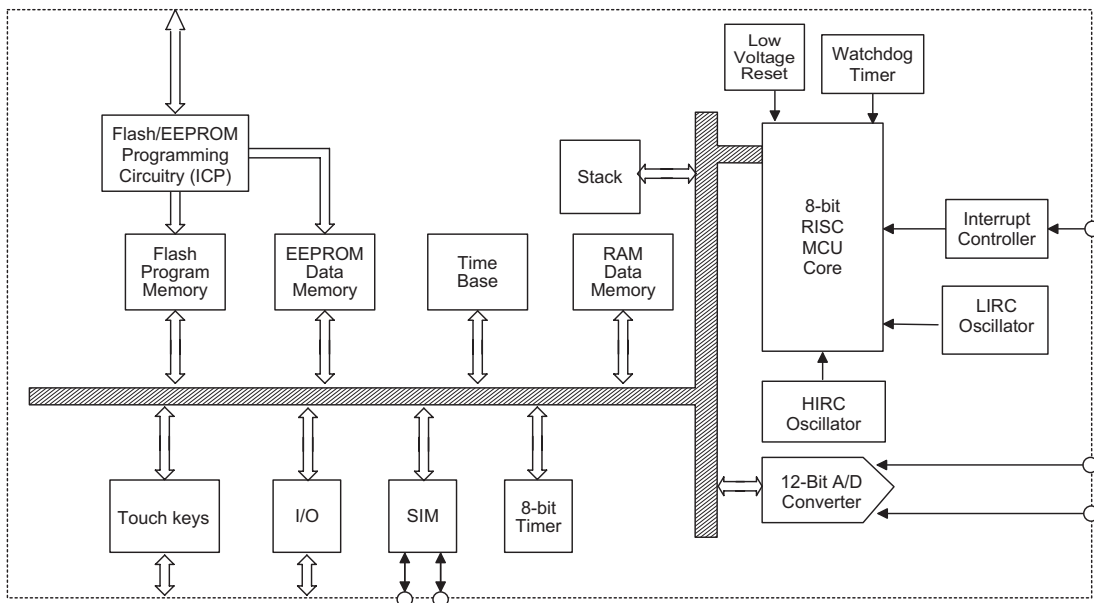 Low
Voltage
Reset
Watchdog
Timer
Flash/EEPROM
Programming
Circuitry (ICP)
Stack
8-bit
RISC
MCU
Core
Interrupt
Controller
Flash
Program
Memory
EEPROM
Data
Memory
Time
Base
RAM
Data
Memory
LIRC
Oscillator
HIRC
Oscillator
12-Bit A/D
Converter
Touch keys
I/O
SIM
8-bit
Timer